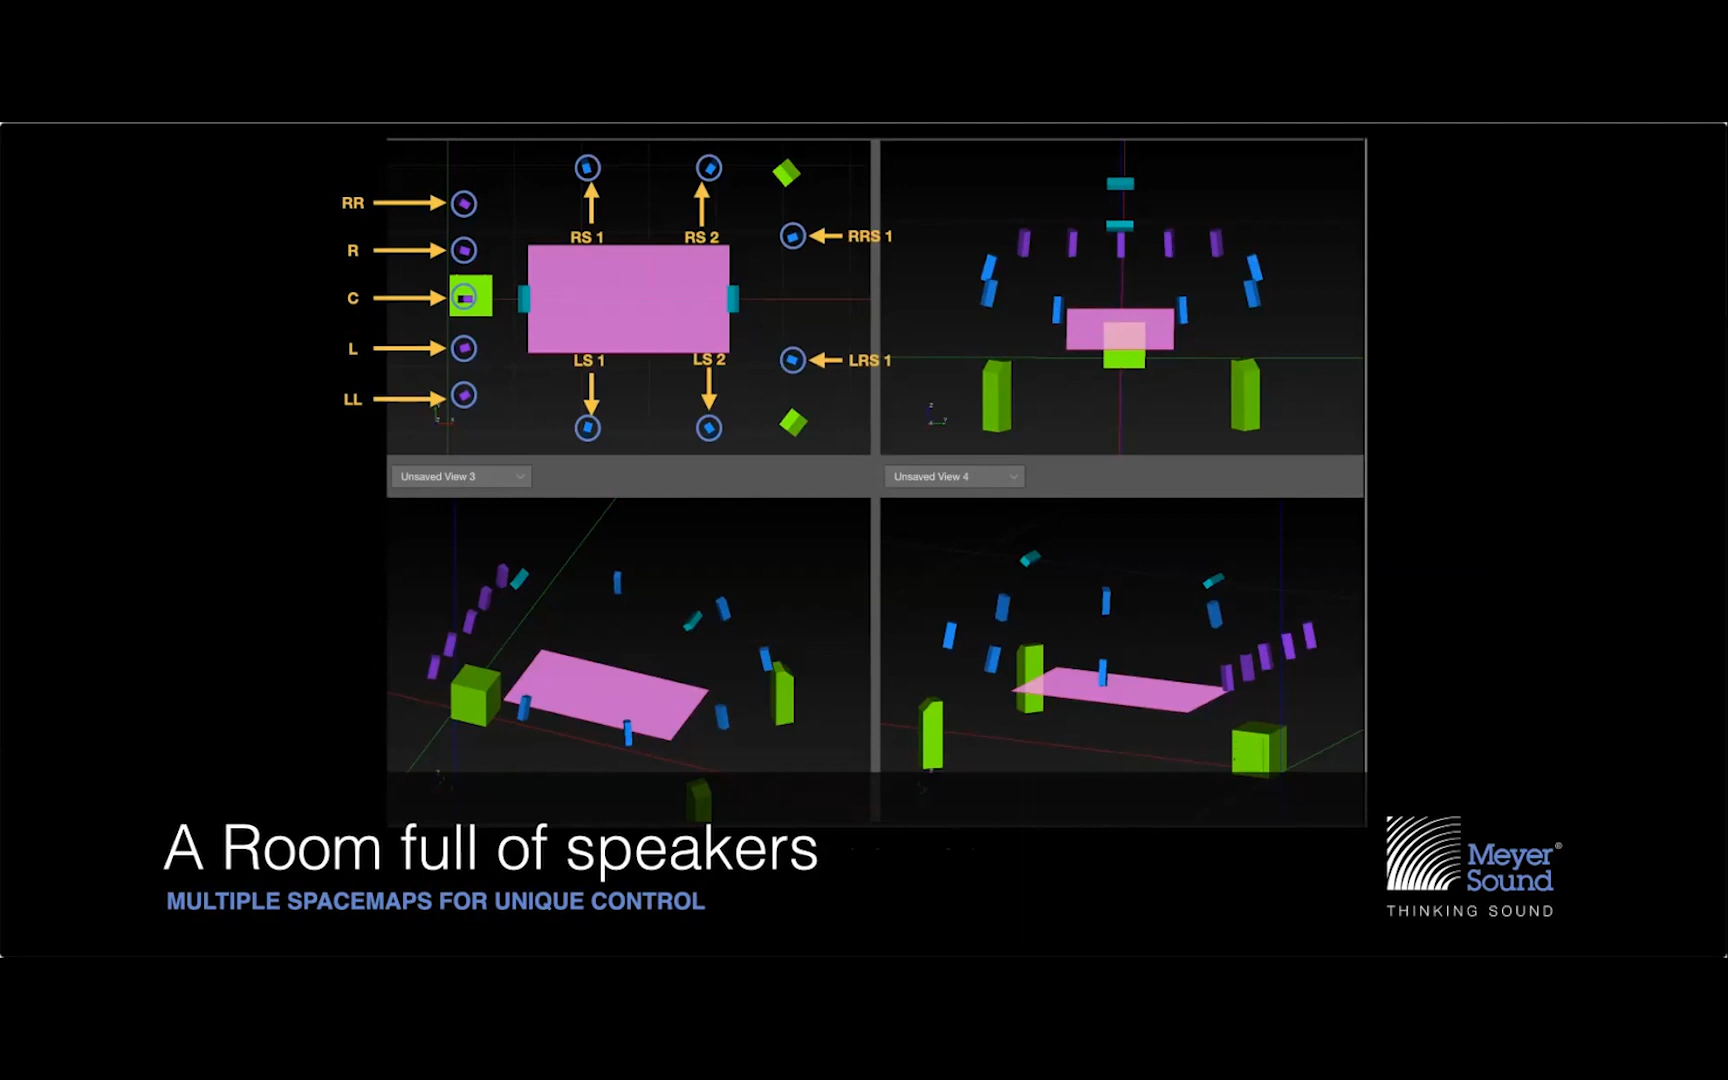 RR
R
C
L
LL
RS 1
RS 2
RRS 1
LS 1
LS 2
LRS 1
Unsaved View 3
Unsaved View 4
A Room full of speakers
MULTIPLE SPACEMAPS FOR UNIQUE CONTROL
Meyer®
Sound
THINKING SOUND